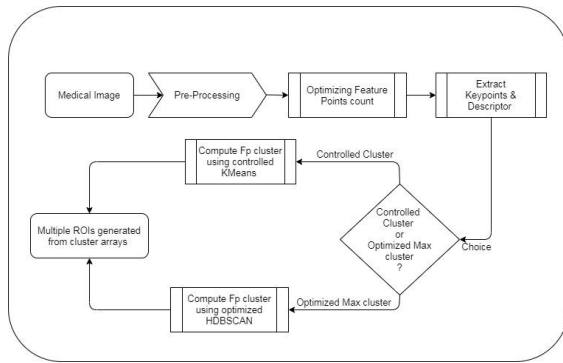 Medical Image
Pre-Processing
Optimizing Feature
Points count
Extract
Keypoints &
Descriptor
Compute Fp cluster
using controlled
KMeans
Controlled Cluster
Controlled
Cluster
or
Optimized Max
cluster
?
Choice
Multiple ROIs generated
from cluster arrays
Compute Fp cluster
using optimized
HDBSCAN
Optimized Max cluster